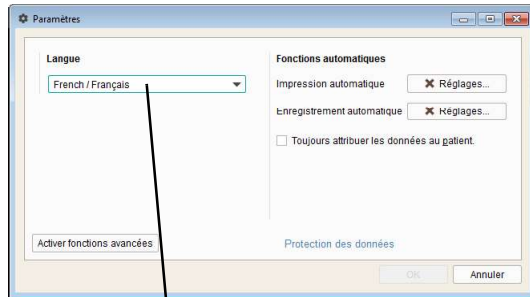 Paramètres
Langue
French / Français
Fonctions automatiques
Impression automatique
Réglages...
Enregistrement automatique
Réglages...
Toujours attribuer les données au patient.
Activer fonctions avancées
Protection des données
OK
Annuler